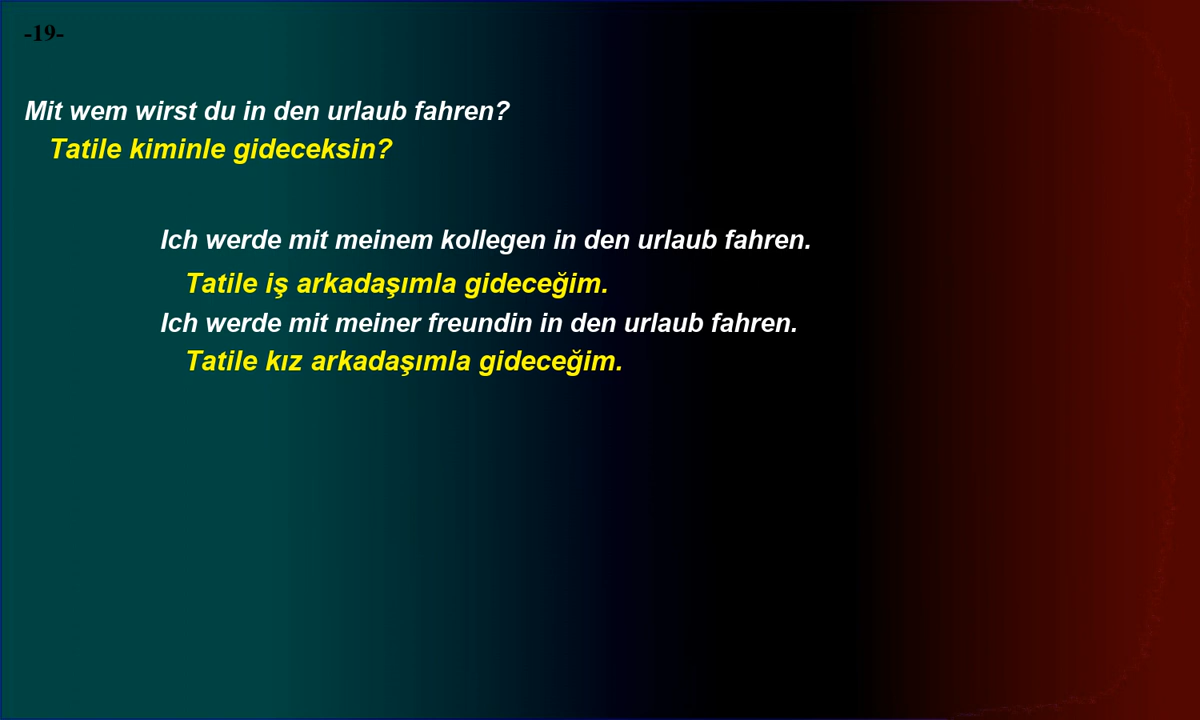 -19-
Mit wem wirst du in den urlaub fahren?
Tatile kiminle gideceksin?
Ich werde mit meinem kollegen in den urlaub fahren.
Tatile iş arkadaşımla gideceğim.
Ich werde mit meiner freundin in den urlaub fahren.
Tatile kız arkadaşımla gideceğim.